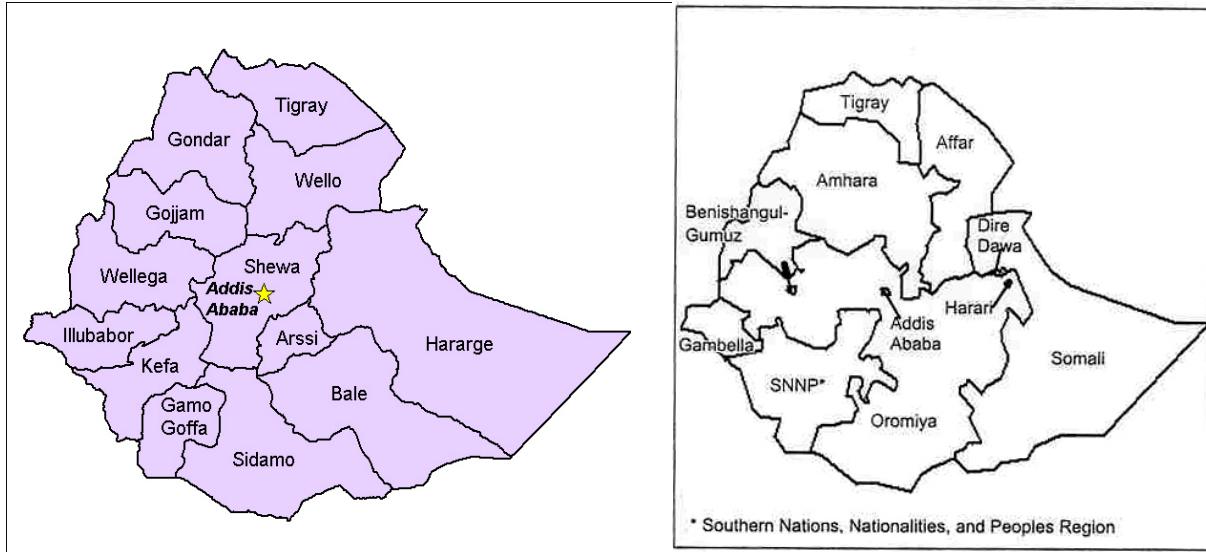 Tigray
Gondar
Wello
Gojjam
Shewa
Wellega
Addis
Ababa
Illubabor
Arssi
Hararge
Kefa
Bale
Gamo
Goffa
Sidamo
Tigray
Affar
Amhara
Benishangul-
Gumuz
Dire
Dawa
Harari
Addis
Ababa
Gambella
Somali
SNNP*
Oromiya
* Southern Nations, Nationalities, and Peoples Region